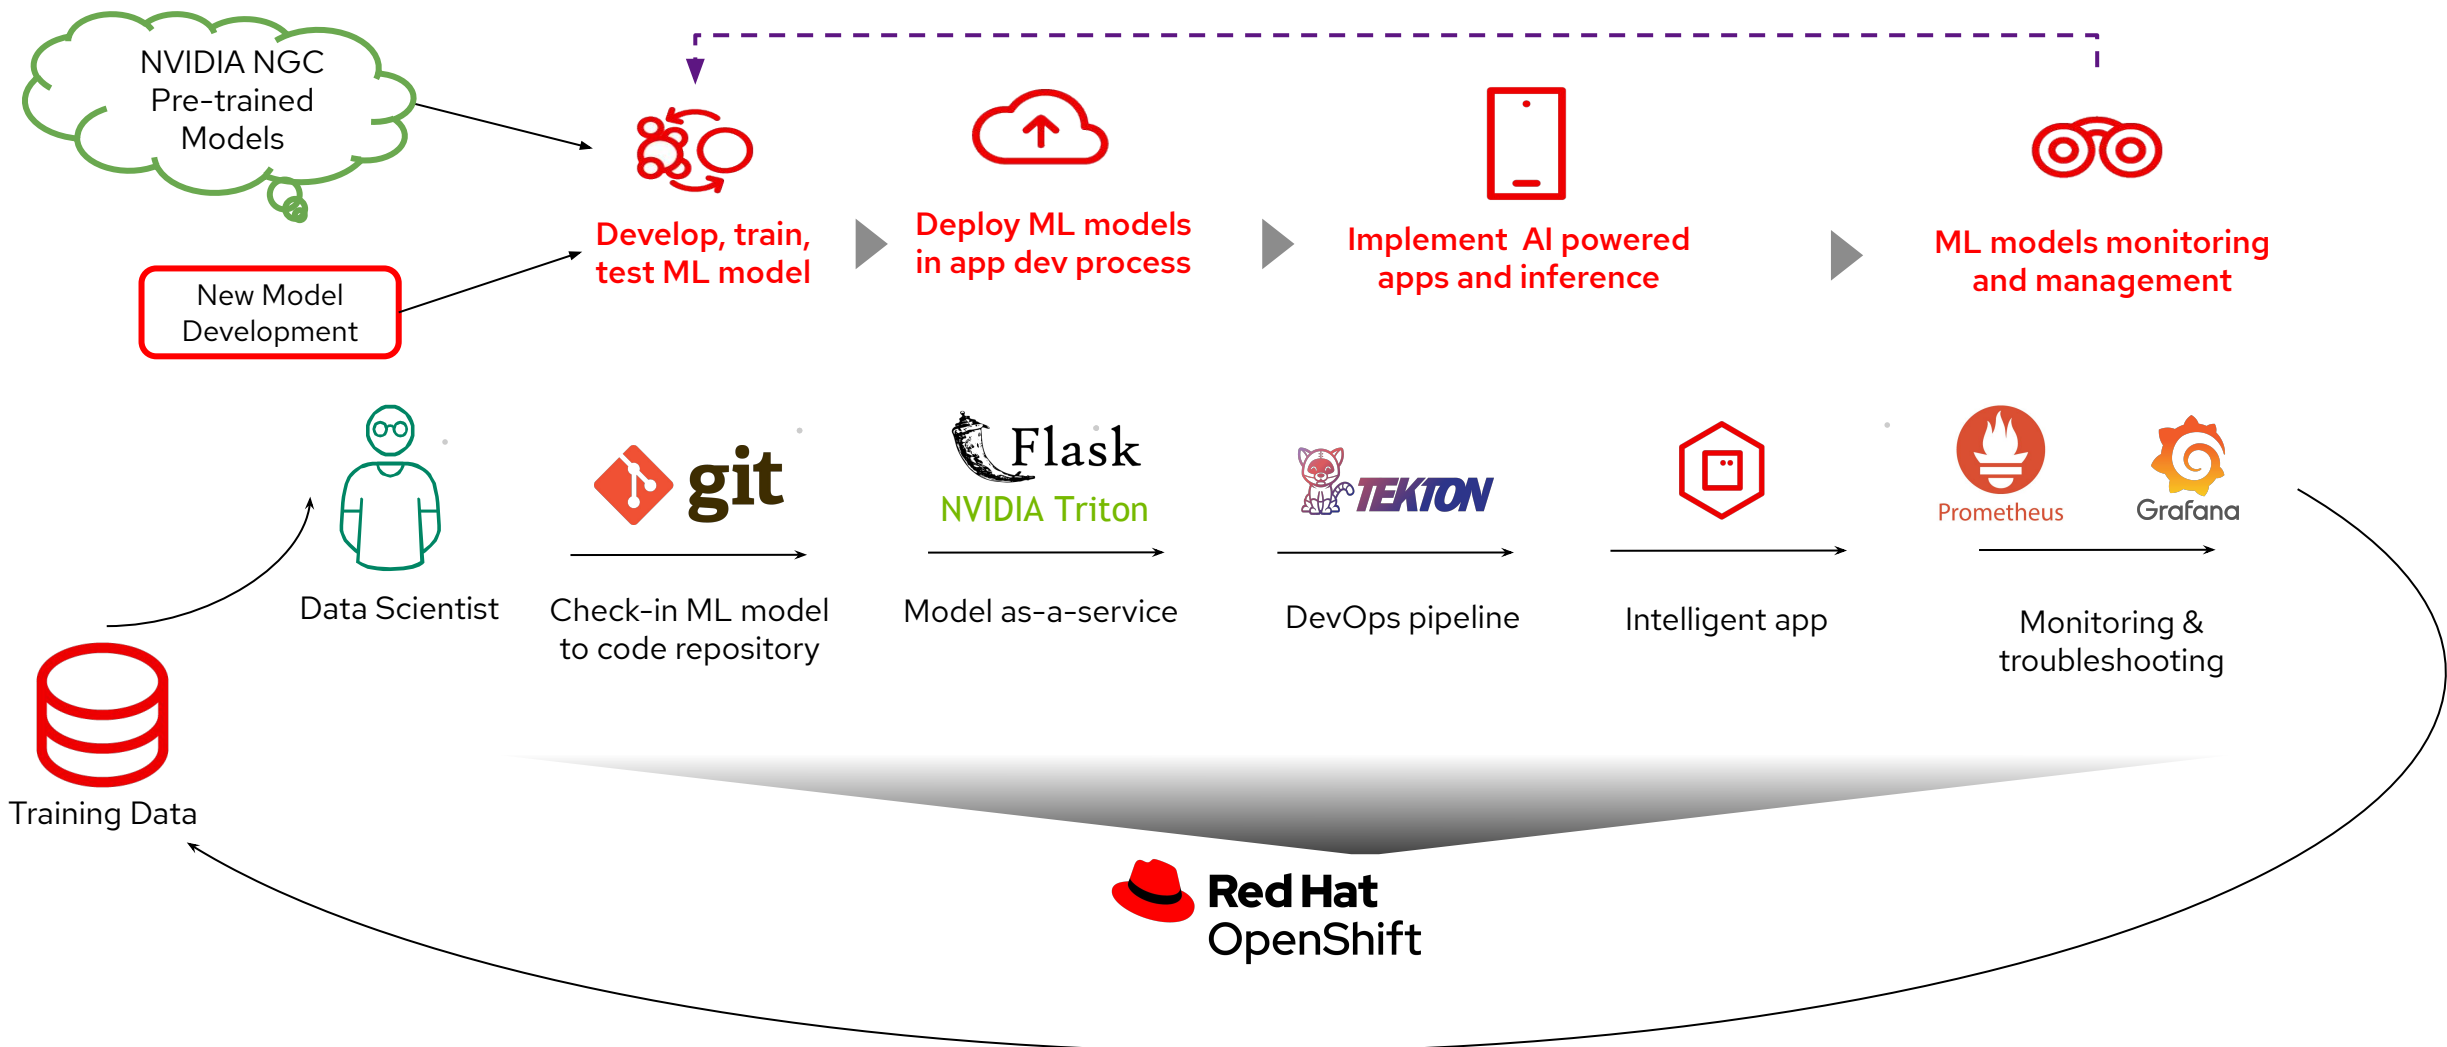 NVIDIA NGC
Pre-trained
Models
New Model
Development
Develop, train,
test ML model
Deploy ML models
in app dev process
Implement AI powered
apps and inference
ML models monitoring
and management
Data Scientist
git
Check-in ML model
to code repository
Flask
NVIDIA Triton
Model as-a-service
TEKTON
DevOps pipeline
Intelligent app
Prometheus
Grafana
Monitoring &
troubleshooting
Training Data
Red Hat
OpenShift